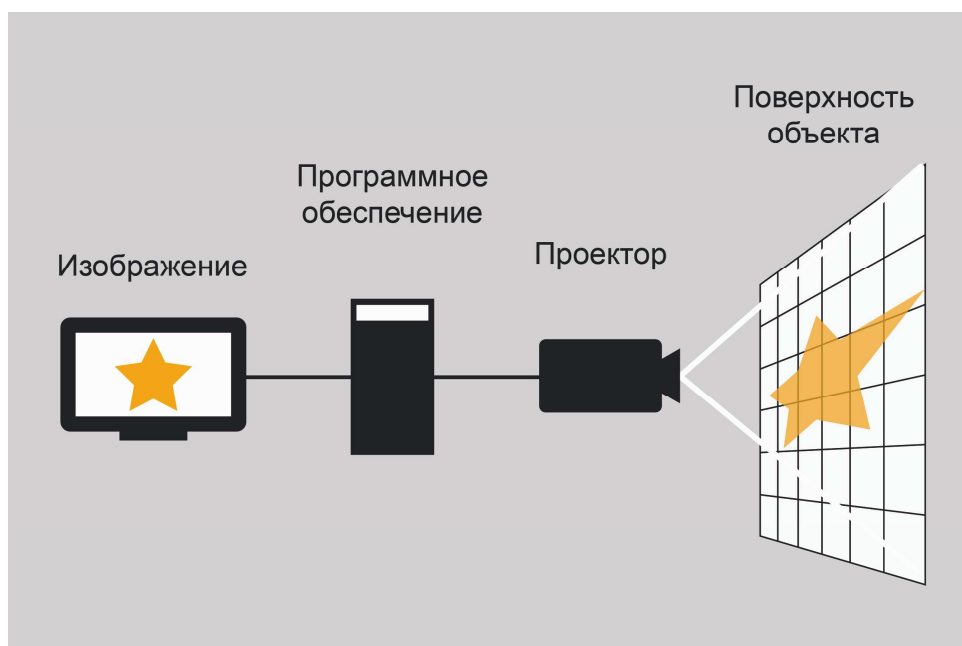 Изображение
Программное
обеспечение
Проектор
Поверхность
объекта